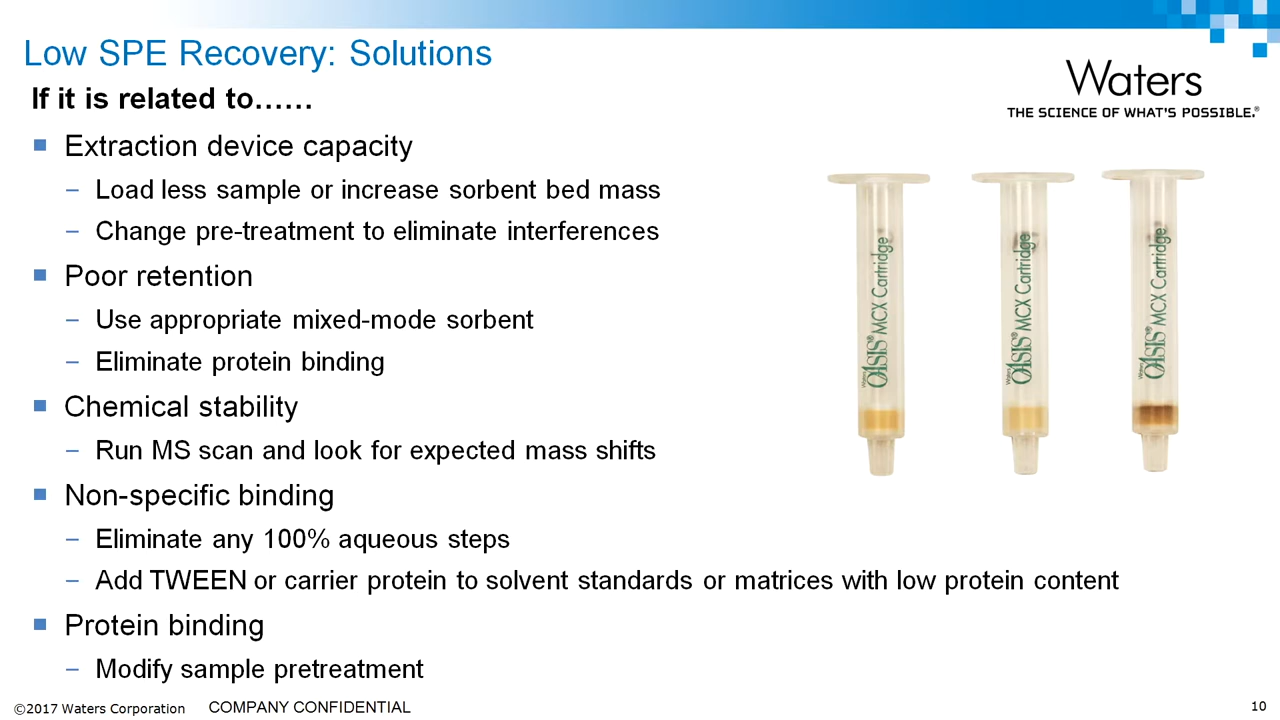 Low SPE Recovery: Solutions
If it is related to……
Waters
THE SCIENCE OF WHAT'S POSSIBLE.®
■ Extraction device capacity
– Load less sample or increase sorbent bed mass
– Change pre-treatment to eliminate interferences
■ Poor retention
– Use appropriate mixed-mode sorbent
– Eliminate protein binding
■ Chemical stability
– Run MS scan and look for expected mass shifts
■ Non-specific binding
– Eliminate any 100% aqueous steps
– Add TWEEN or carrier protein to solvent standards or matrices with low protein content
■ Protein binding
– Modify sample pretreatment
Waters OASIS® MCX Cartridge
Waters OASIS® MCX Cartridge
Waters OASIS® MCX Cartridge
©2017 Waters Corporation COMPANY CONFIDENTIAL
10